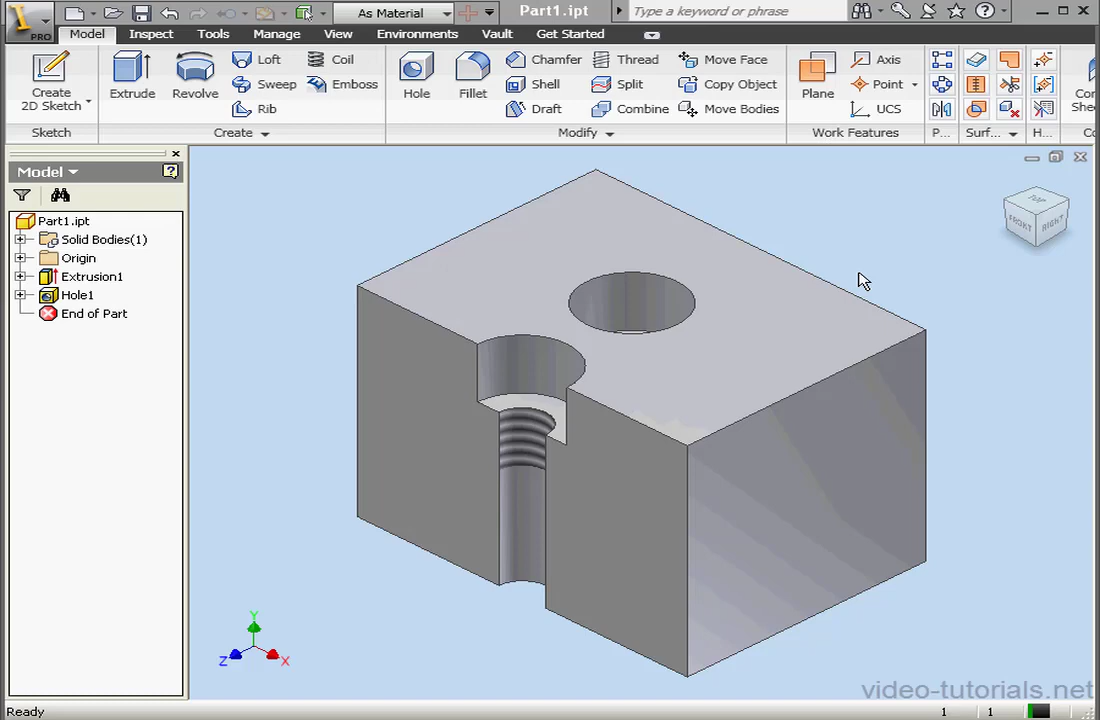 PRO
As Material
Part1.ipt
Type a keyword or phrase
Model Inspect Tools Manage View Environments Vault Get Started
Create
2D Sketch
Extrude
Revolve
Loft
Coil
Sweep
Emboss
Rib
Hole
Fillet
Chamfer
Thread
Move Face
Shell
Split
Copy Object
Draft
Combine
Move Bodies
Plane
Axis
Point
UCS
Sketch
Create
Modify
Work Features
P...
Surf...
H...
Model
Part1.ipt
Solid Bodies(1)
Origin
Extrusion1
Hole1
End of Part
TOP
FRONT
RIGHT
Y
Z
X
video-tutorials.net
Ready
1
1